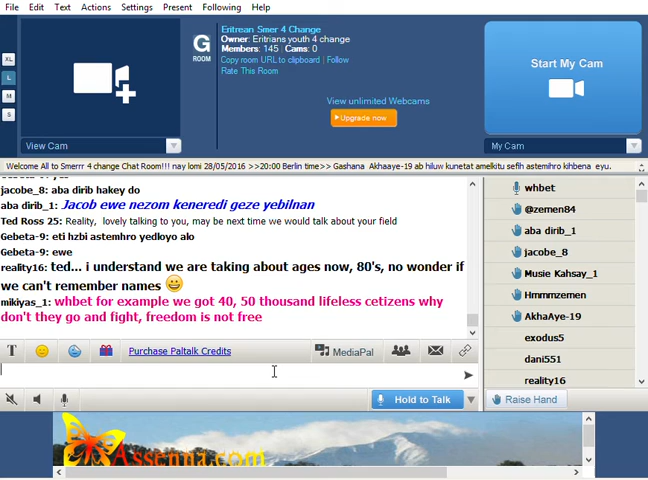 File Edit Text Actions Settings Present Following Help
Eritrean Smer 4 Change
Owner: Eritrians youth 4 change
Members: 145 | Cams: 0
Copy room URL to clipboard | Follow
Rate This Room
G
ROOM
XL
L
M
S
View unlimited Webcams
Upgrade now
Start My Cam
View Cam
My Cam
Welcome All to Smerrr 4 change Chat Room!!! nay lomi 28/05/2016 >>20:00 Berlin time>> Gashana Akhaaye-19 ab hiluw kunetat amelkitu sefih astemihro kihbena eyu.
jacobe_8: aba dirib hakey do
aba dirib_1: Jacob ewe nezom keneredi geze yebilnan
Ted Ross 25: Reality, lovely talking to you, may be next time we would talk about your field
Gebeta-9: eti hzbi astemhro yedloyo alo
Gebeta-9: ewe
reality16: ted... i understand we are taking about ages now, 80's, no wonder if
we can't remember names
mikiyas_1: whbet for example we got 40, 50 thousand lifeless cetizens why
don't they go and fight, freedom is not free
whbet
@zemen84
aba dirib_1
jacobe_8
Musie Kahsay_1
Hmmmzemen
AkhaAye-19
exodus5
dani551
reality16
T
Purchase Paltalk Credits
MediaPal
Hold to Talk
Raise Hand
Assenna.com